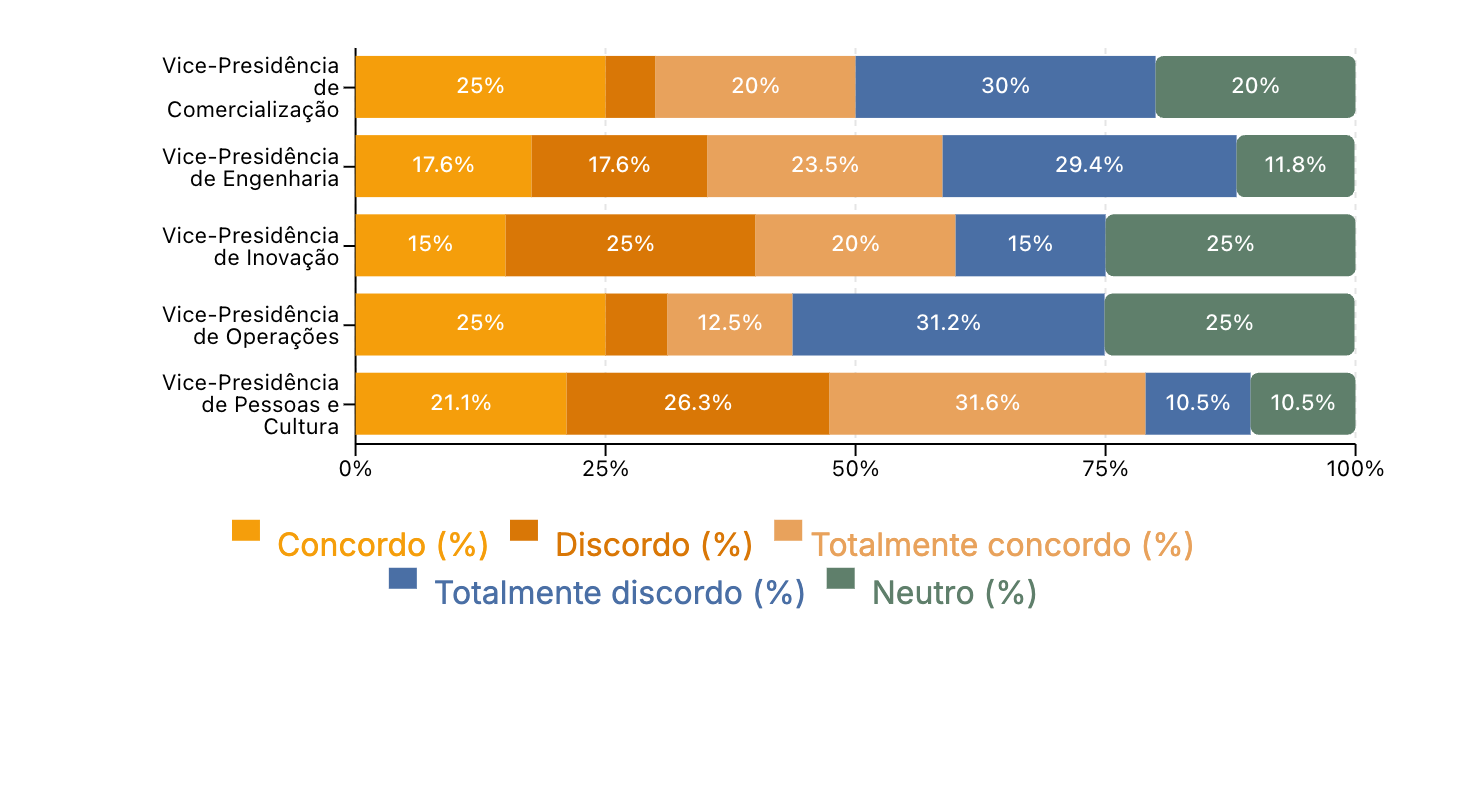 Vice-Presidência
de
Comercialização
25%
20%
30%
20%
Vice-Presidência
de Engenharia
17.6%
17.6%
23.5%
29.4%
11.8%
Vice-Presidência
de Inovação
15%
25%
20%
15%
25%
Vice-Presidência
de Operações
25%
12.5%
31.2%
25%
Vice-Presidência
de Pessoas e
Cultura
21.1%
26.3%
31.6%
10.5%
10.5%
0%
25%
50%
75%
100%
Concordo (%)
Discordo (%)
Totalmente concordo (%)
Totalmente discordo (%)
Neutro (%)